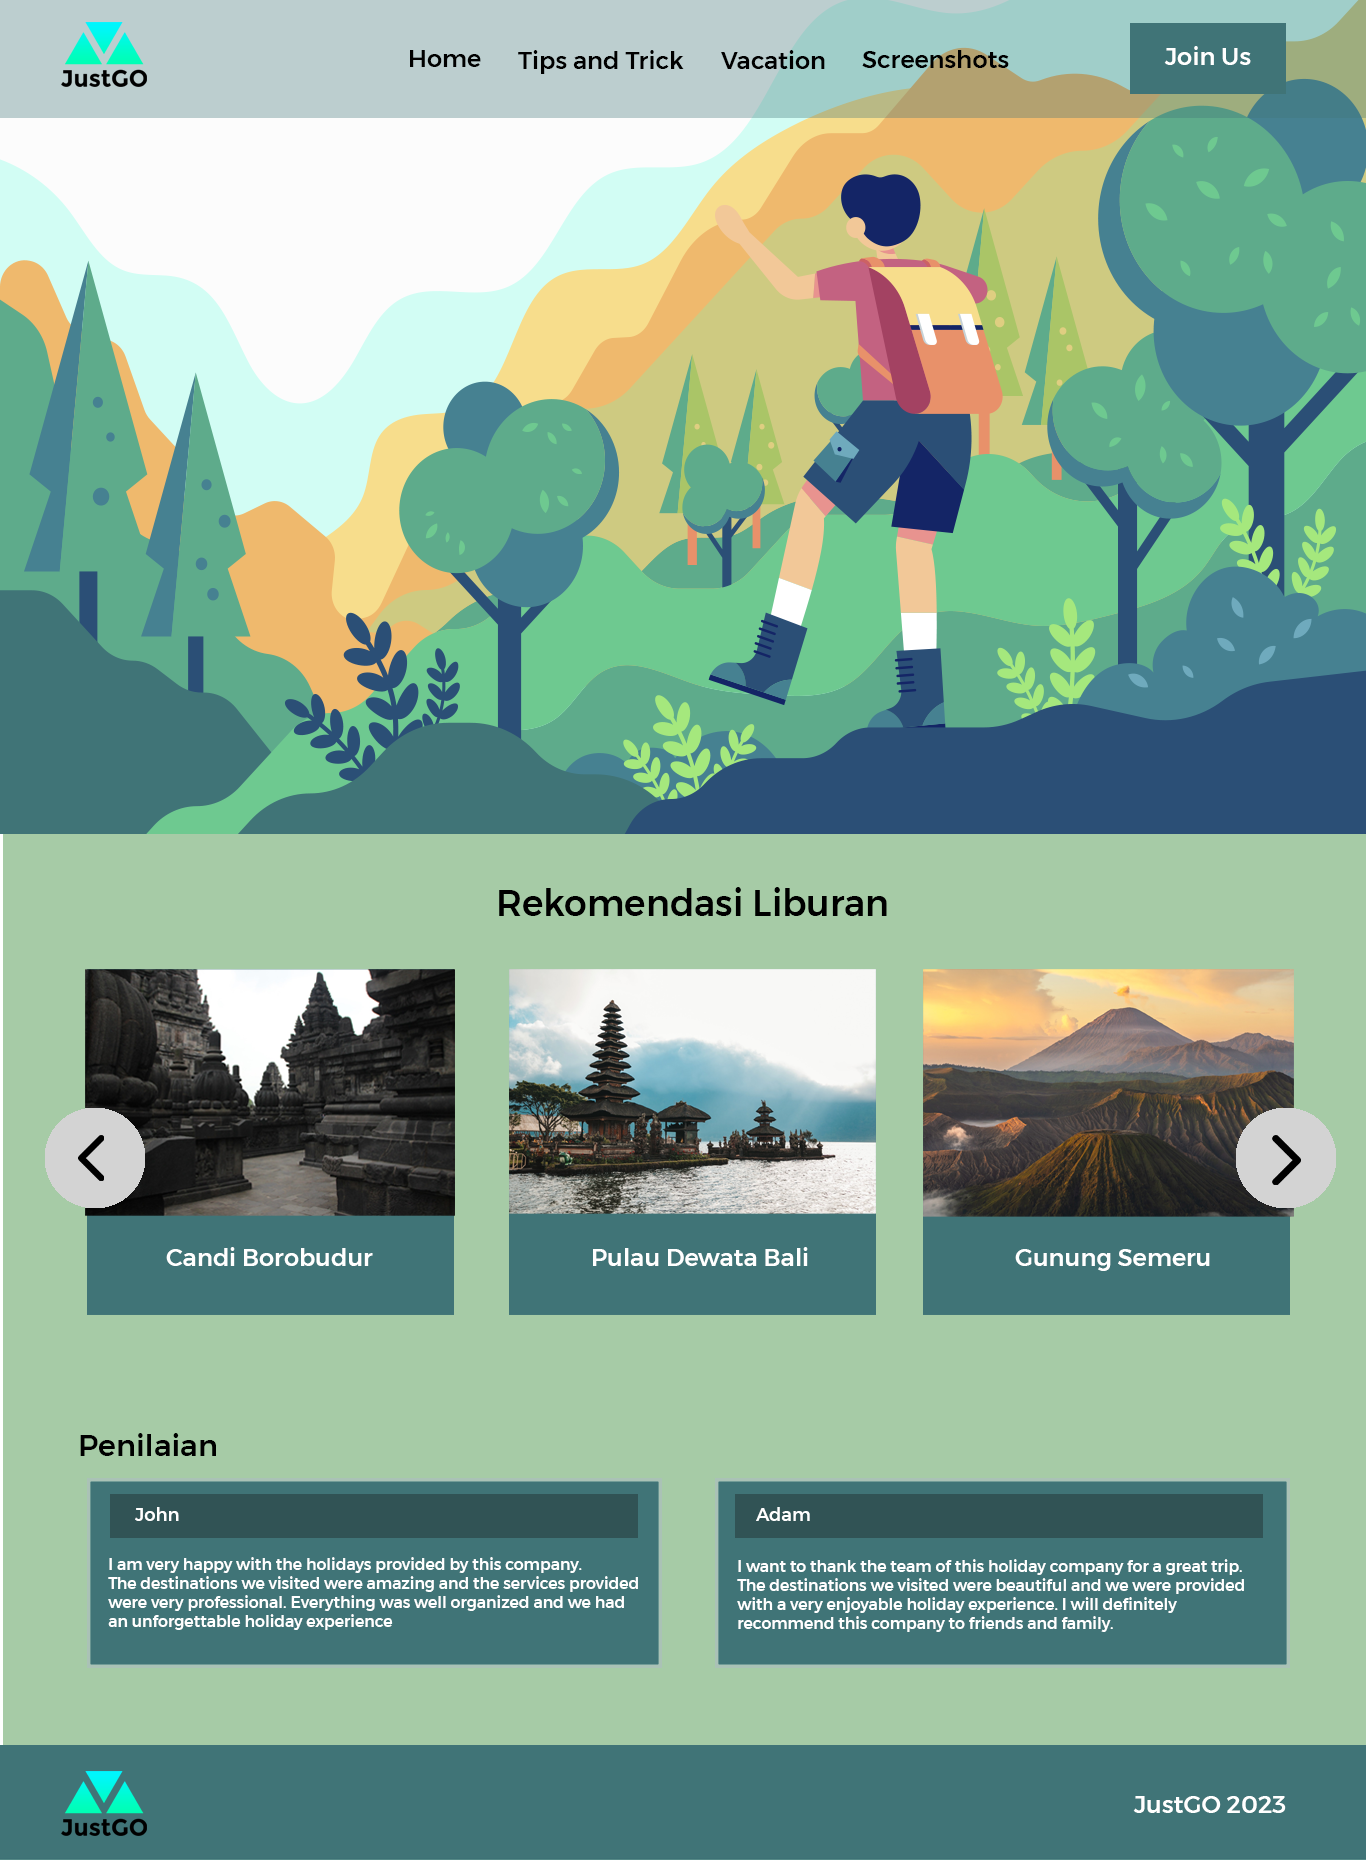 JustGO
Home
Tips and Trick
Vacation
Screenshots
Join Us
Rekomendasi Liburan
Candi Borobudur
Pulau Dewata Bali
Gunung Semeru
Penilaian
John
I am very happy with the holidays provided by this company.
The destinations we visited were amazing and the services provided
were very professional. Everything was well organized and we had
an unforgettable holiday experience
Adam
I want to thank the team of this holiday company for a great trip.
The destinations we visited were beautiful and we were provided
with a very enjoyable holiday experience. I will definitely
recommend this company to friends and family.
JustGO
JustGO 2023